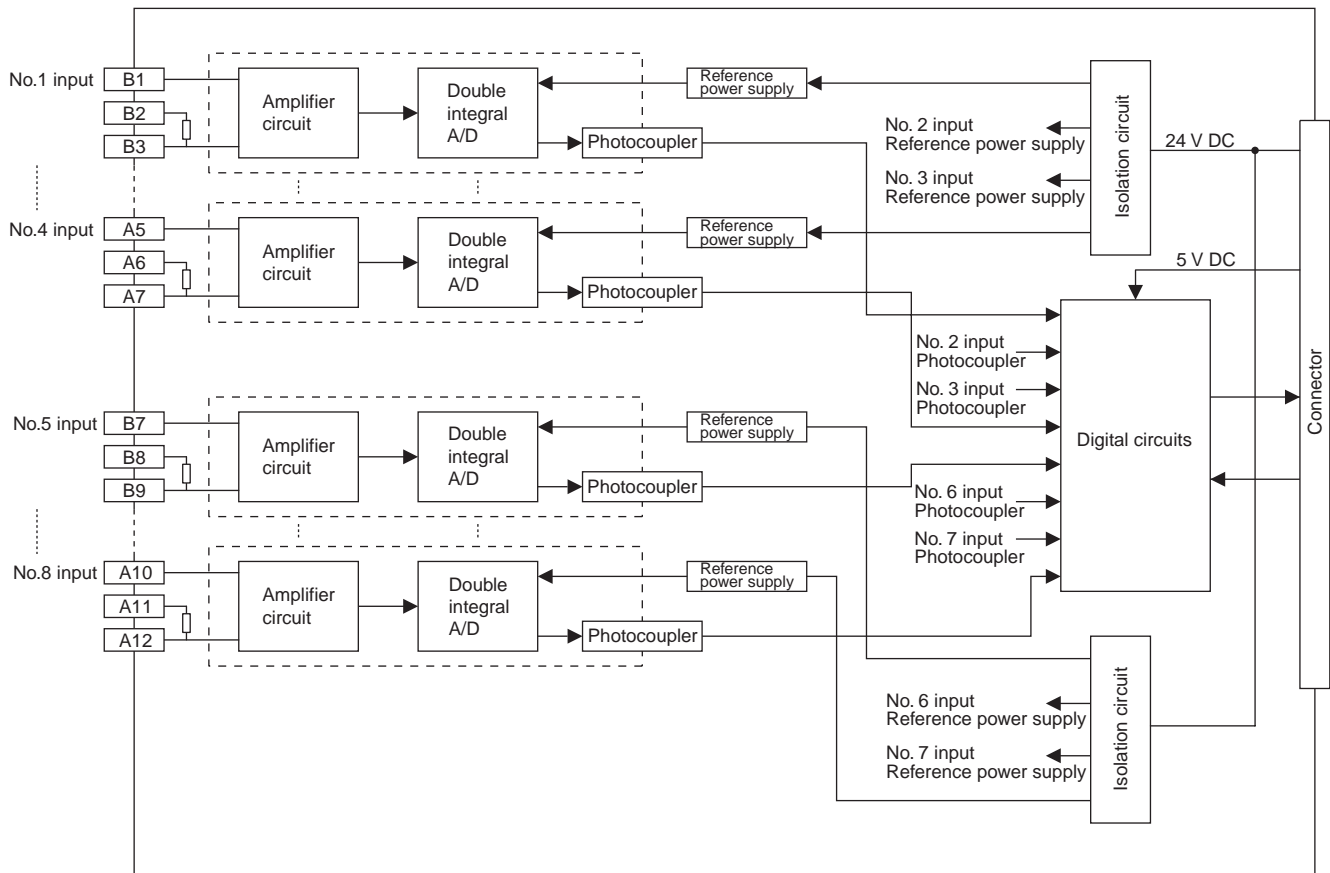 No.1 input
B1
B2
B3
Amplifier
circuit
Double
integral
A/D
Reference
power supply
Photocoupler
No. 2 input
Reference power supply
No. 3 input
Reference power supply
Isolation circuit
24 V DC
No.4 input
A5
A6
A7
Amplifier
circuit
Double
integral
A/D
Reference
power supply
Photocoupler
5 V DC
No. 2 input
Photocoupler
No. 3 input
Photocoupler
Digital circuits
Connector
No.5 input
B7
B8
B9
Amplifier
circuit
Double
integral
A/D
Reference
power supply
Photocoupler
No. 6 input
Photocoupler
No. 7 input
Photocoupler
No.8 input
A10
A11
A12
Amplifier
circuit
Double
integral
A/D
Reference
power supply
Photocoupler
No. 6 input
Reference power supply
No. 7 input
Reference power supply
Isolation circuit